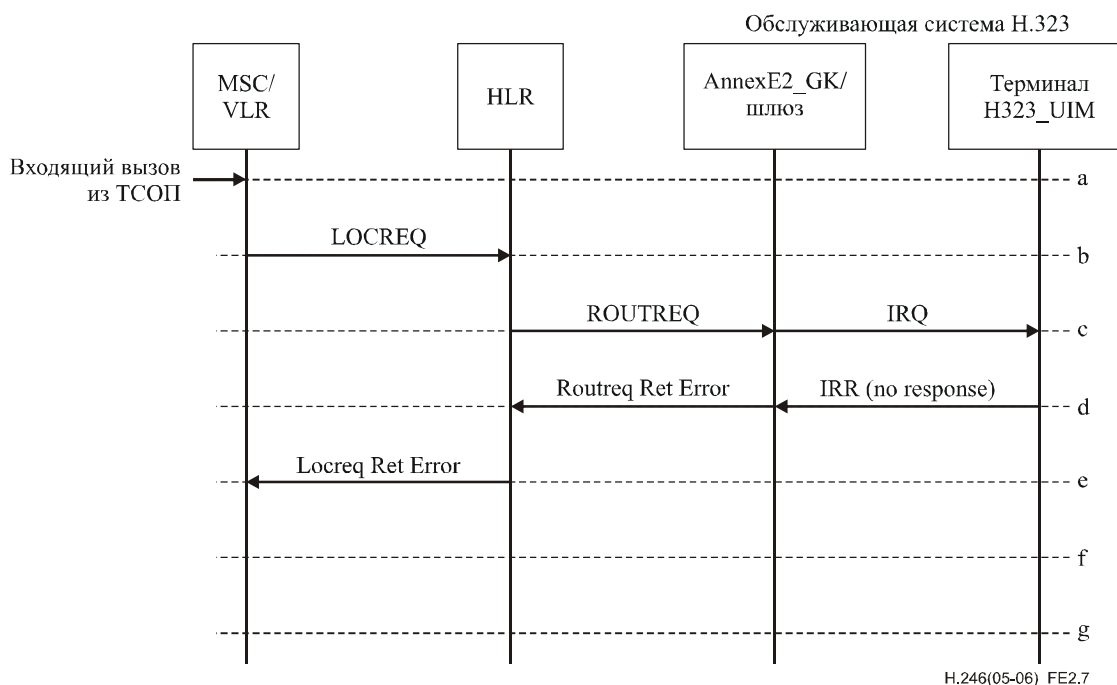 Обслуживающая система H.323
MSC/
VLR
HLR
AnnexE2_GK/
шлюз
Терминал
H323_UIM
Входящий вызов
из ТСОП
a
LOCREQ
b
ROUTREQ
IRQ
c
Routreq Ret Error
IRR (no response)
d
Locreq Ret Error
e
f
g
H.246(05-06)_FE2.7